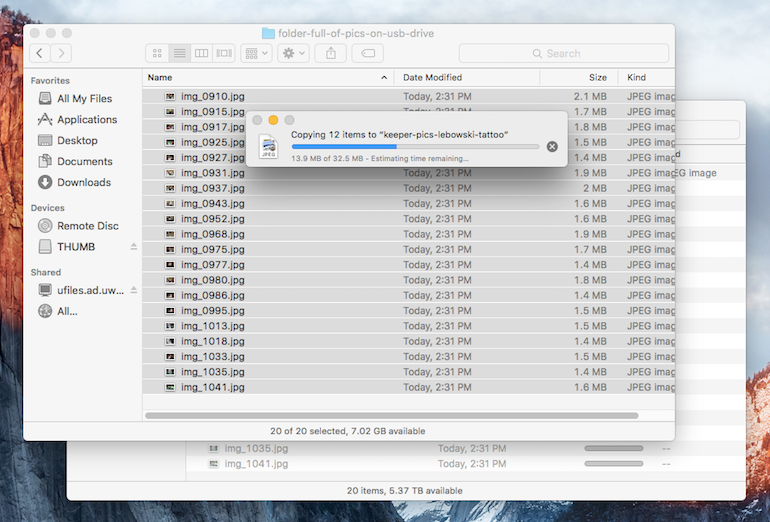 folder-full-of-pics-on-usb-drive
Search
Favorites
All My Files
Applications
Desktop
Documents
Downloads
Devices
Remote Disc
THUMB
Shared
ufiles.ad.uw...
All...
Name Date Modified Size Kind
img_0910.jpg Today, 2:31 PM 2.1 MB JPEG imag
img_0915.jpg Today, 2:31 PM 1.7 MB JPEG imag
img_0917.jpg 1.8 MB JPEG imag
img_0925.jpg 1.5 MB JPEG imag
img_0927.jpg 1.4 MB JPEG imag
img_0931.jpg Today, 2:31 PM 1.9 MB JPEG imag
img_0937.jpg Today, 2:31 PM 2 MB JPEG imag
img_0943.jpg Today, 2:31 PM 1.6 MB JPEG imag
img_0952.jpg Today, 2:31 PM 1.6 MB JPEG imag
img_0968.jpg Today, 2:31 PM 1.9 MB JPEG imag
img_0975.jpg Today, 2:31 PM 1.7 MB JPEG imag
img_0977.jpg Today, 2:31 PM 1.4 MB JPEG imag
img_0980.jpg Today, 2:31 PM 1.8 MB JPEG imag
img_0986.jpg Today, 2:31 PM 1.4 MB JPEG imag
img_0995.jpg Today, 2:31 PM 1.5 MB JPEG imag
img_1013.jpg Today, 2:31 PM 1.5 MB JPEG imag
img_1018.jpg Today, 2:31 PM 1.4 MB JPEG imag
img_1033.jpg Today, 2:31 PM 1.5 MB JPEG imag
img_1035.jpg Today, 2:31 PM 1.4 MB JPEG imag
img_1041.jpg Today, 2:31 PM 1.6 MB JPEG imag
20 of 20 selected, 7.02 GB available
Copying 12 items to “keeper-pics-lebowski-tattoo”
JPEG
13.9 MB of 32.5 MB - Estimating time remaining...
d
EG image
img_1035.jpg Today, 2:31 PM --
img_1041.jpg Today, 2:31 PM --
20 items, 5.37 TB available